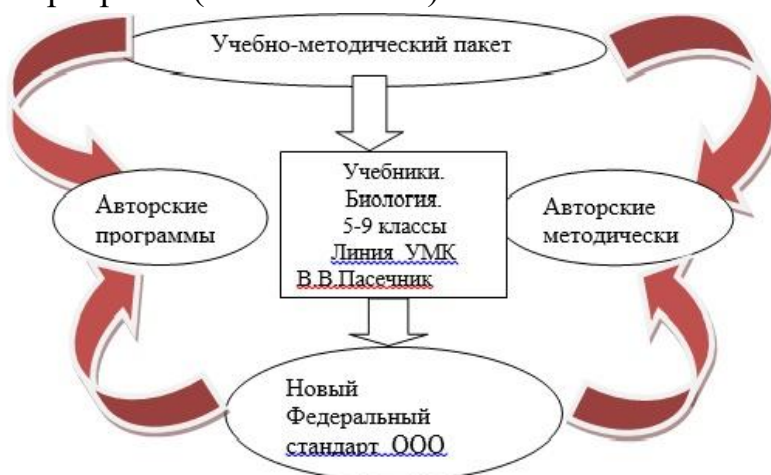 Учебно-методический пакет
Учебники.
Биология.
5-9 классы
Линия УМК
В.В.Пасечник
Авторские
программы
Авторские
методически
Новый
Федеральный
стандарт ООО